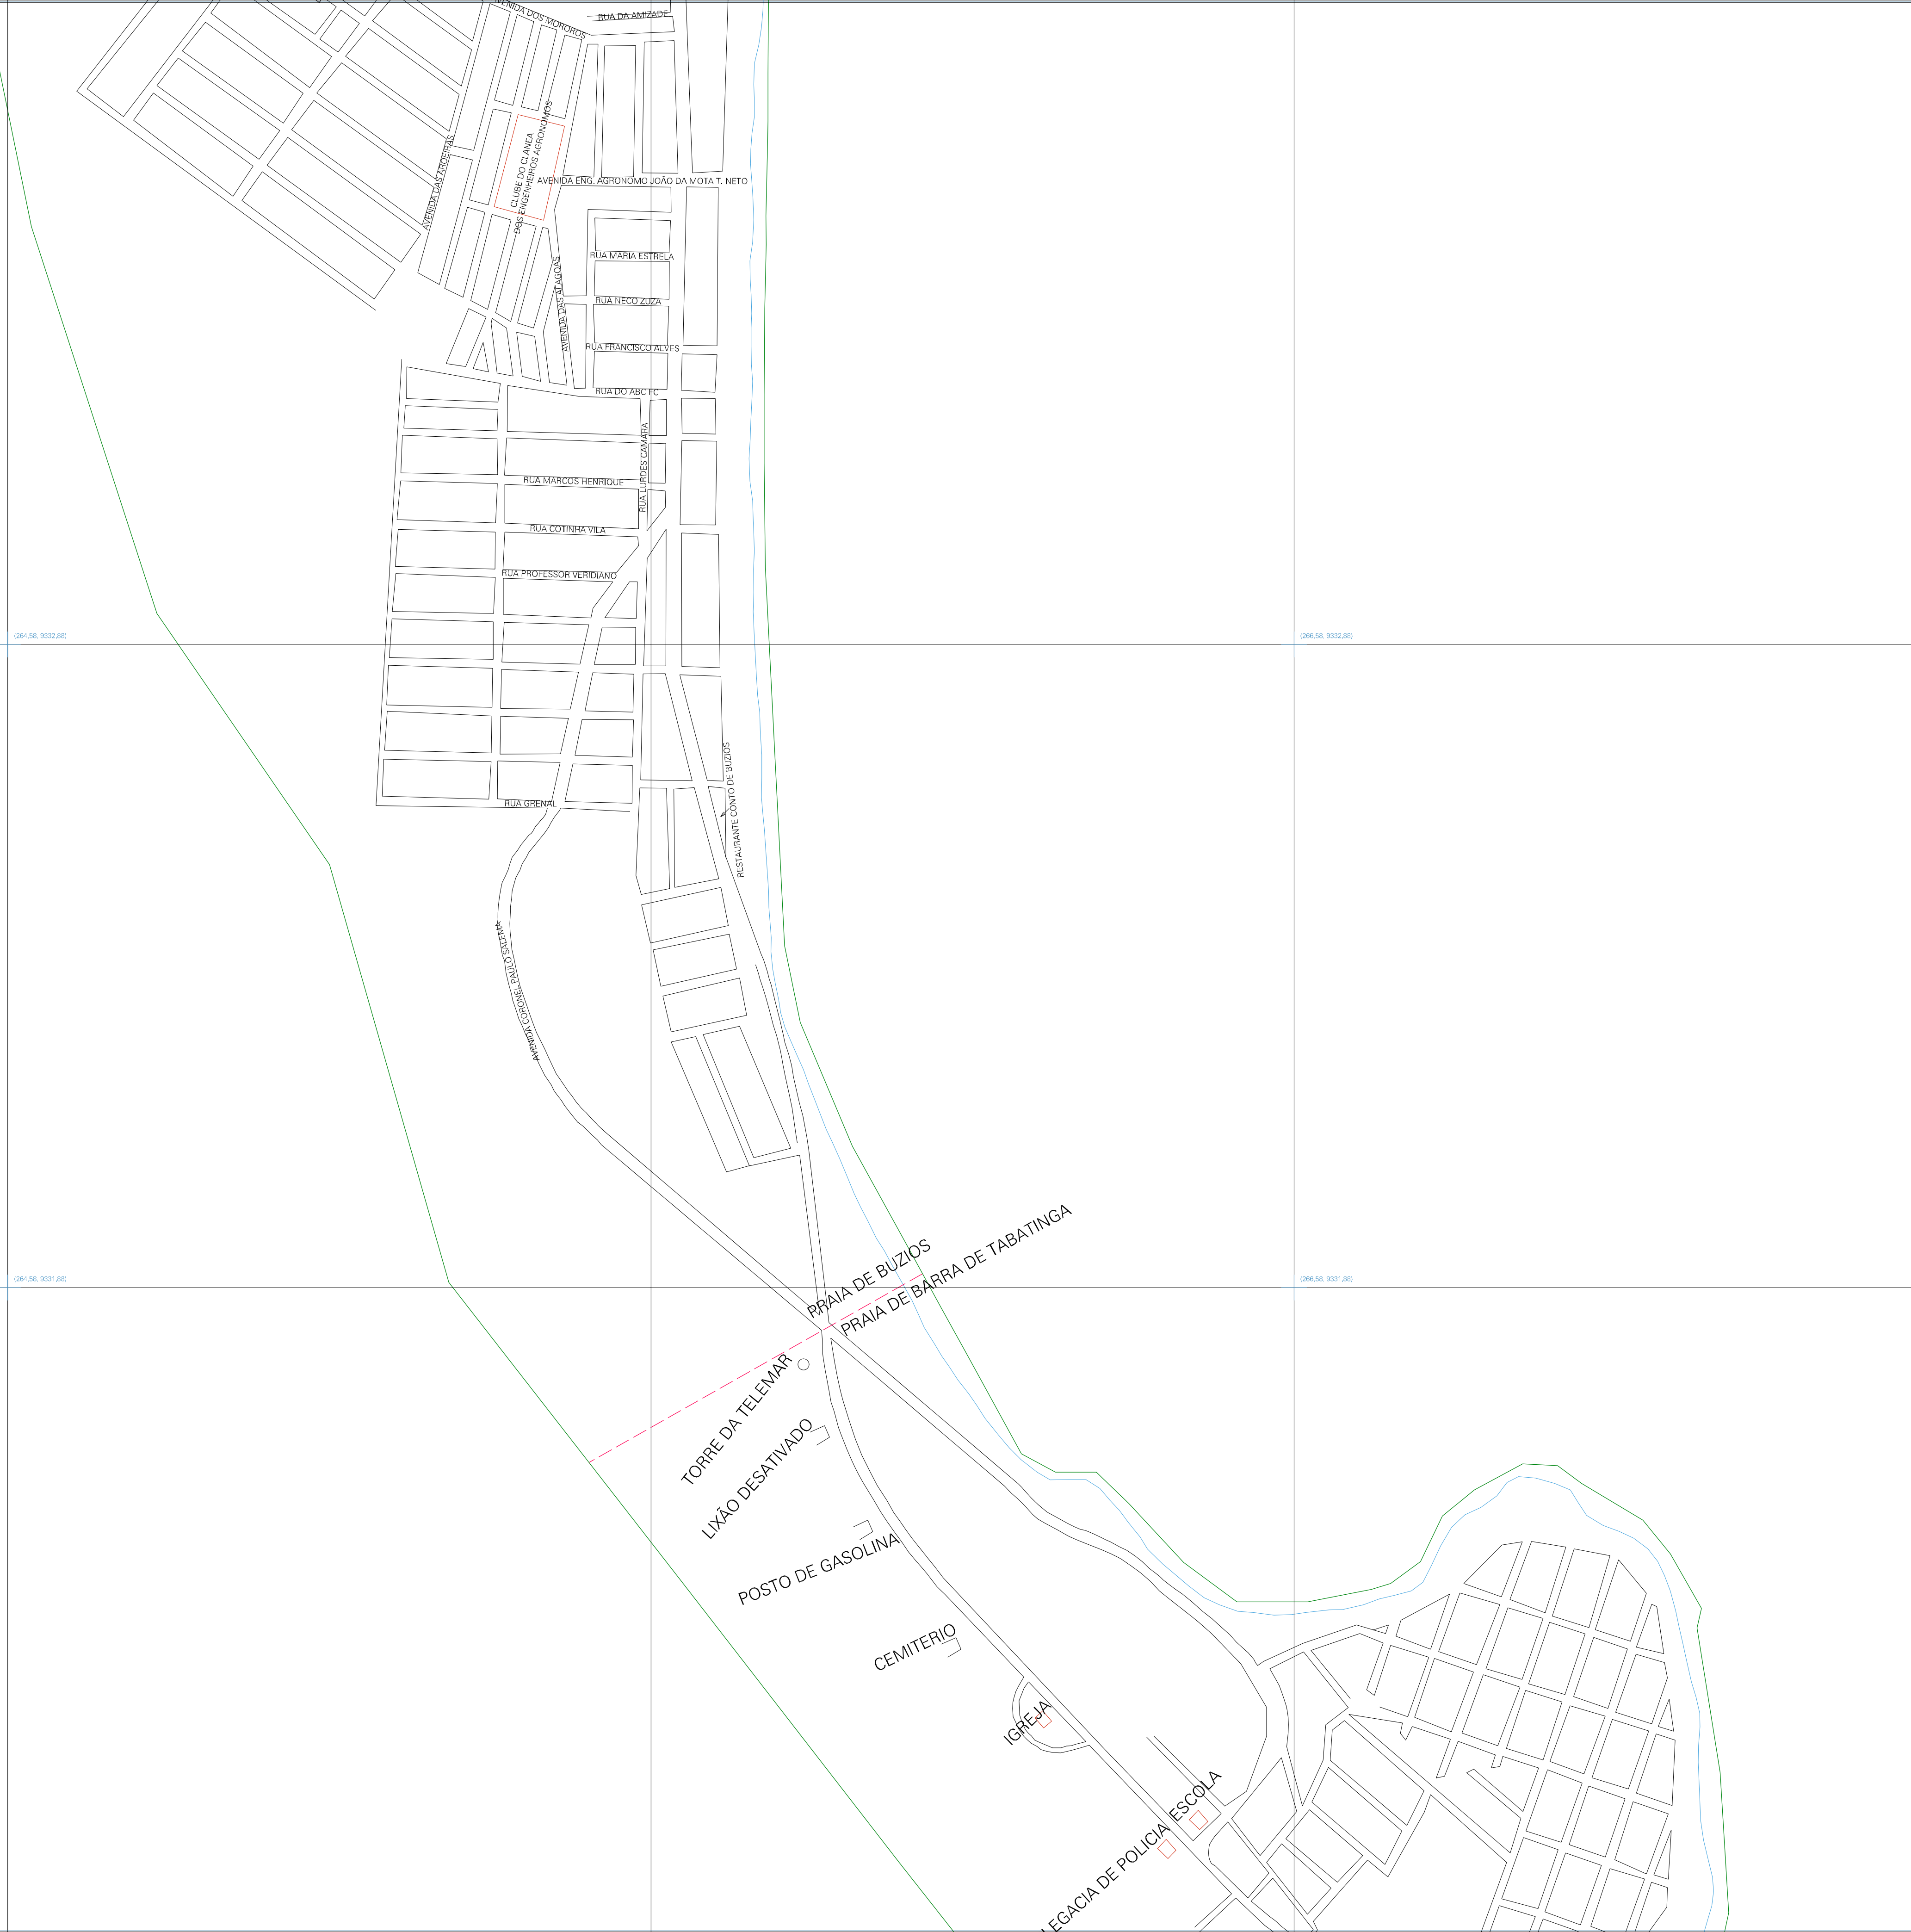 AVENIDA DOS MOROROS
RUA DA AMIZADE
AVENIDA DAS AROEIRAS
CLUBE DO CLANEA
DOS ENGENHEIROS AGRONOMOS
AVENIDA ENG. AGRONOMO JOÃO DA MOTA T. NETO
RUA MARIA ESTRELA
AVENIDA DAS ALAGOAS
RUA NECO ZUZA
RUA FRANCISCO ALVES
RUA DO ABC FC
RUA LURDES CAMARA
RUA MARCOS HENRIQUE
RUA COTINHA VILA
RUA PROFESSOR VERIDIANO
(264,58, 9332,88)
(266,58, 9332,88)
RESTAURANTE CONTO DE BUZIOS
RUA GRENAL
AVENIDA CORONEL PAULO SALEMA
PRAIA DE BUZIOS
PRAIA DE BARRA DE TABATINGA
(264,58, 9331,88)
(266,58, 9331,88)
TORRE DA TELEMAR
LIXÃO DESATIVADO
POSTO DE GASOLINA
CEMITERIO
IGREJA
ESCOLA
LEGACIA DE POLICIA